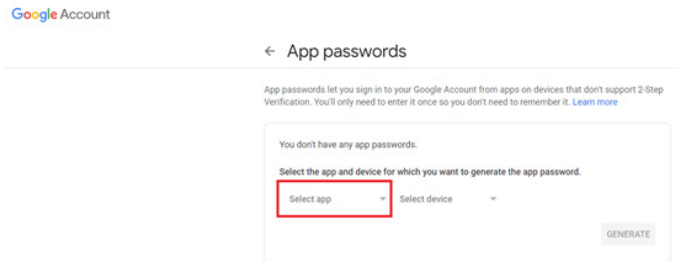 Google Account
← App passwords
App passwords let you sign in to your Google Account from apps on devices that don't support 2-Step
Verification. You'll only need to enter it once so you don't need to remember it. Learn more
You don't have any app passwords.
Select the app and device for which you want to generate the app password.
Select app
Select device
GENERATE